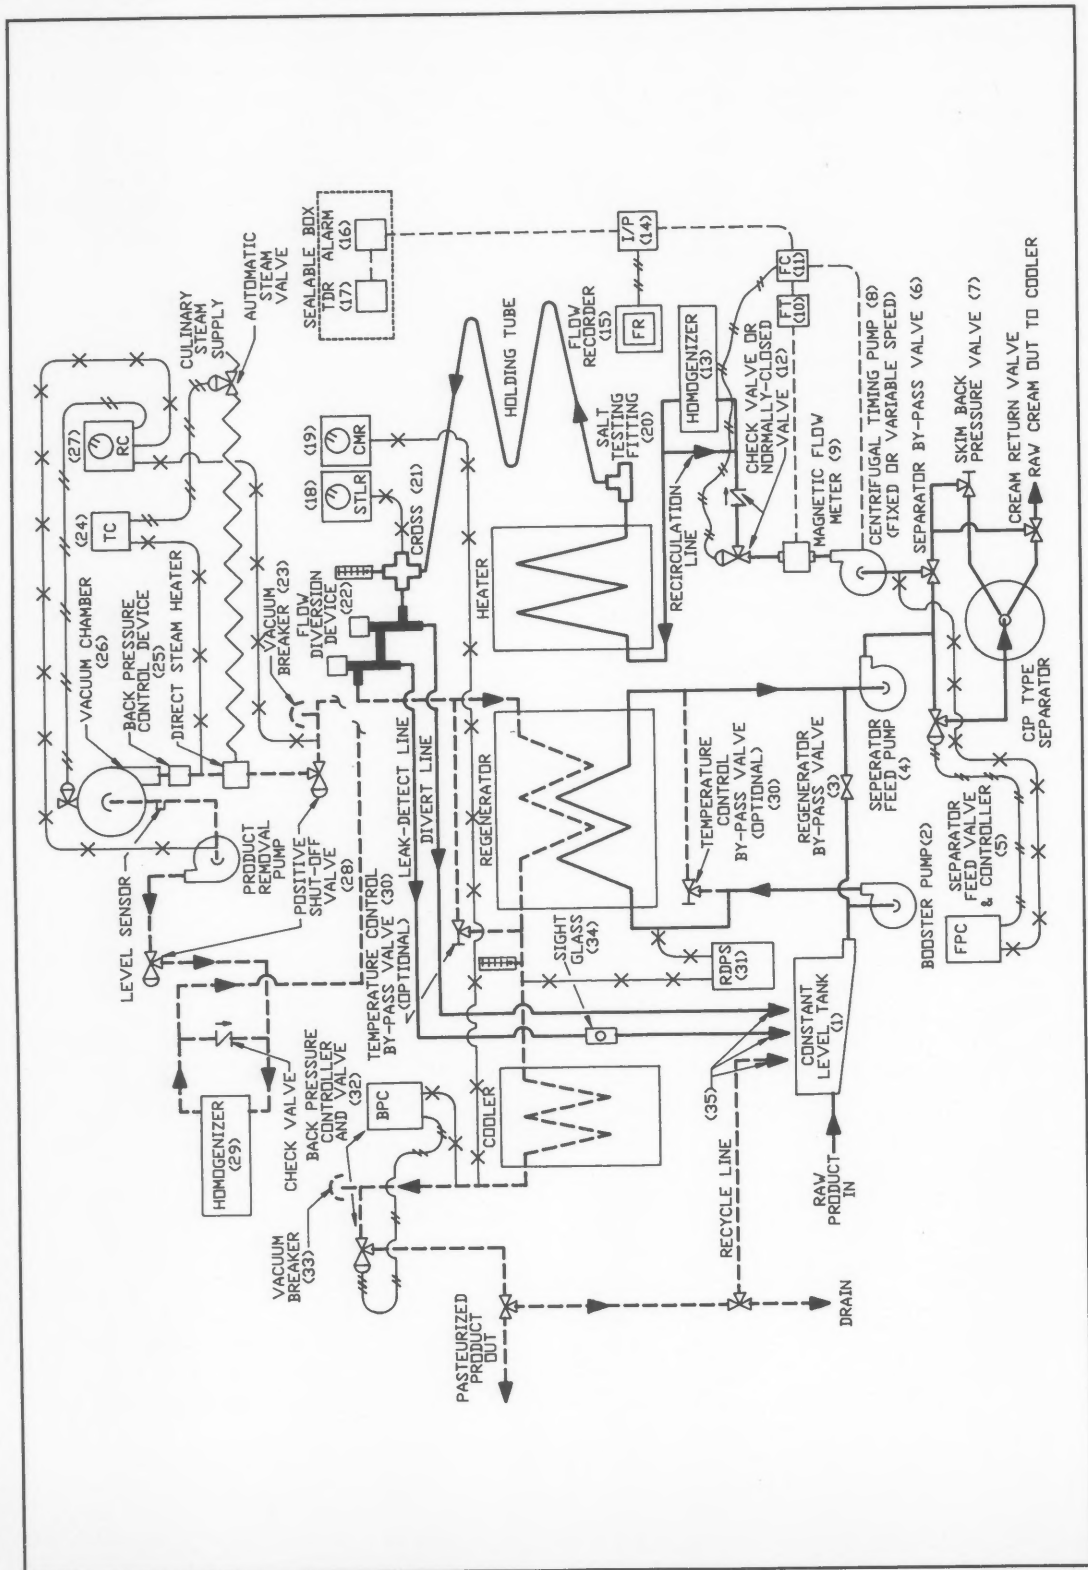 CULINARY
STEAM
SUPPLY
AUTOMATIC
STEAM
VALVE
SEALABLE BOX
TDR
(17)
ALARM
(16)
I/P
(14)
FLOW
RECORDER
(15)
FR
FC
(11)
FT
(10)
(27)
RC
(24)
TC
(19)
CMR
(18)
STLR
HOLDING TUBE
CROSS (21)
SALT
TESTING
FITTING
(20)
HOMOGENIZER
(13)
RECIRCULATION
LINE
CHECK VALVE OR
NORMALLY-CLOSED
VALVE (12)
MAGNETIC FLOW
METER (9)
CENTRIFUGAL TIMING PUMP (8)
(FIXED OR VARIABLE SPEED)
SEPARATOR BY-PASS VALVE (6)
SKIM BACK
PRESSURE VALVE (7)
CREAM RETURN VALVE
RAW CREAM OUT TO COOLER
VACUUM CHAMBER
(26)
BACK PRESSURE
CONTROL DEVICE
(25)
DIRECT STEAM HEATER
VACUUM
BREAKER (23)
FLOW
DIVERSION
DEVICE
(22)
HEATER
CIP TYPE
SEPARATOR
LEVEL SENSOR
PRODUCT
REMOVAL
PUMP
POSITIVE
SHUT-OFF
VALVE
(28)
LEAK-DETECT LINE
DIVERT LINE
REGENERATOR
TEMPERATURE
CONTROL
BY-PASS VALVE
(OPTIONAL)
(30)
REGENERATOR
BY-PASS VALVE
(3)
SEPERATOR
FEED PUMP
(4)
TEMPERATURE CONTROL
BY-PASS VALVE (30)
(OPTIONAL)
SIGHT
GLASS
(34)
RDPS
(31)
BOOSTER PUMP(2)
SEPARATOR
FEED VALVE
& CONTROLLER
(5)
FPC
HOMOGENIZER
(29)
CHECK VALVE
BACK PRESSURE
CONTROLLER
AND VALVE
(32)
BPC
COOLER
(35)
CONSTANT
LEVEL TANK
(1)
VACUUM
BREAKER
(33)
RECYCLE LINE
RAW
PRODUCT
IN
PASTEURIZED
PRODUCT
OUT
DRAIN